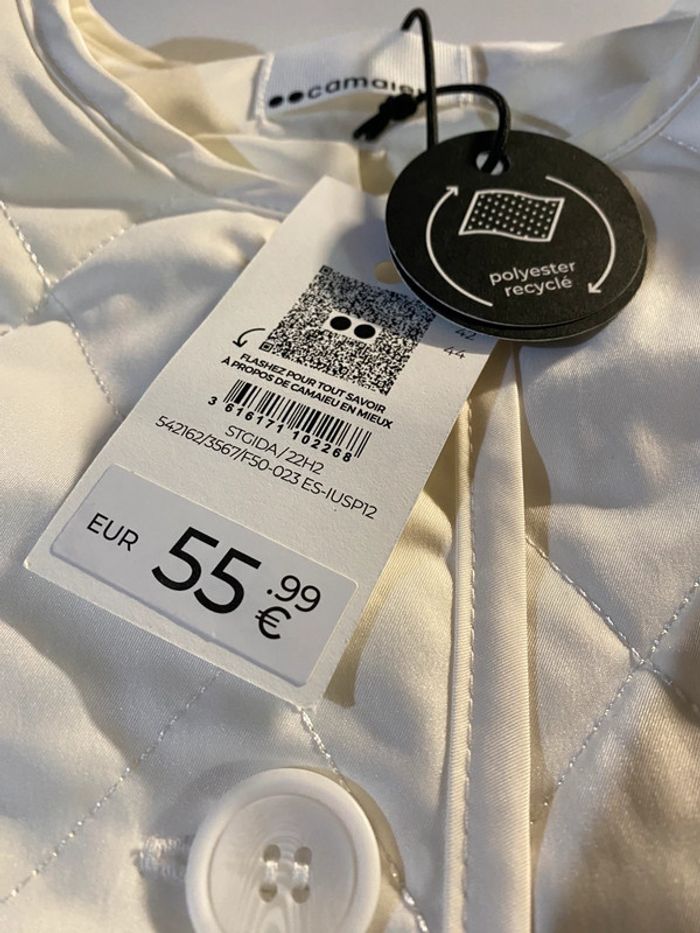 camaieu
polyester
recyclé
42
44
FLASHEZ POUR TOUT SAVOIR
À PROPOS DE CAMAIEU EN MIEUX
3 616171 102268
STGIDA/22H2
542162/3567/F50-023 ES-IUSP12
EUR 55.99 €